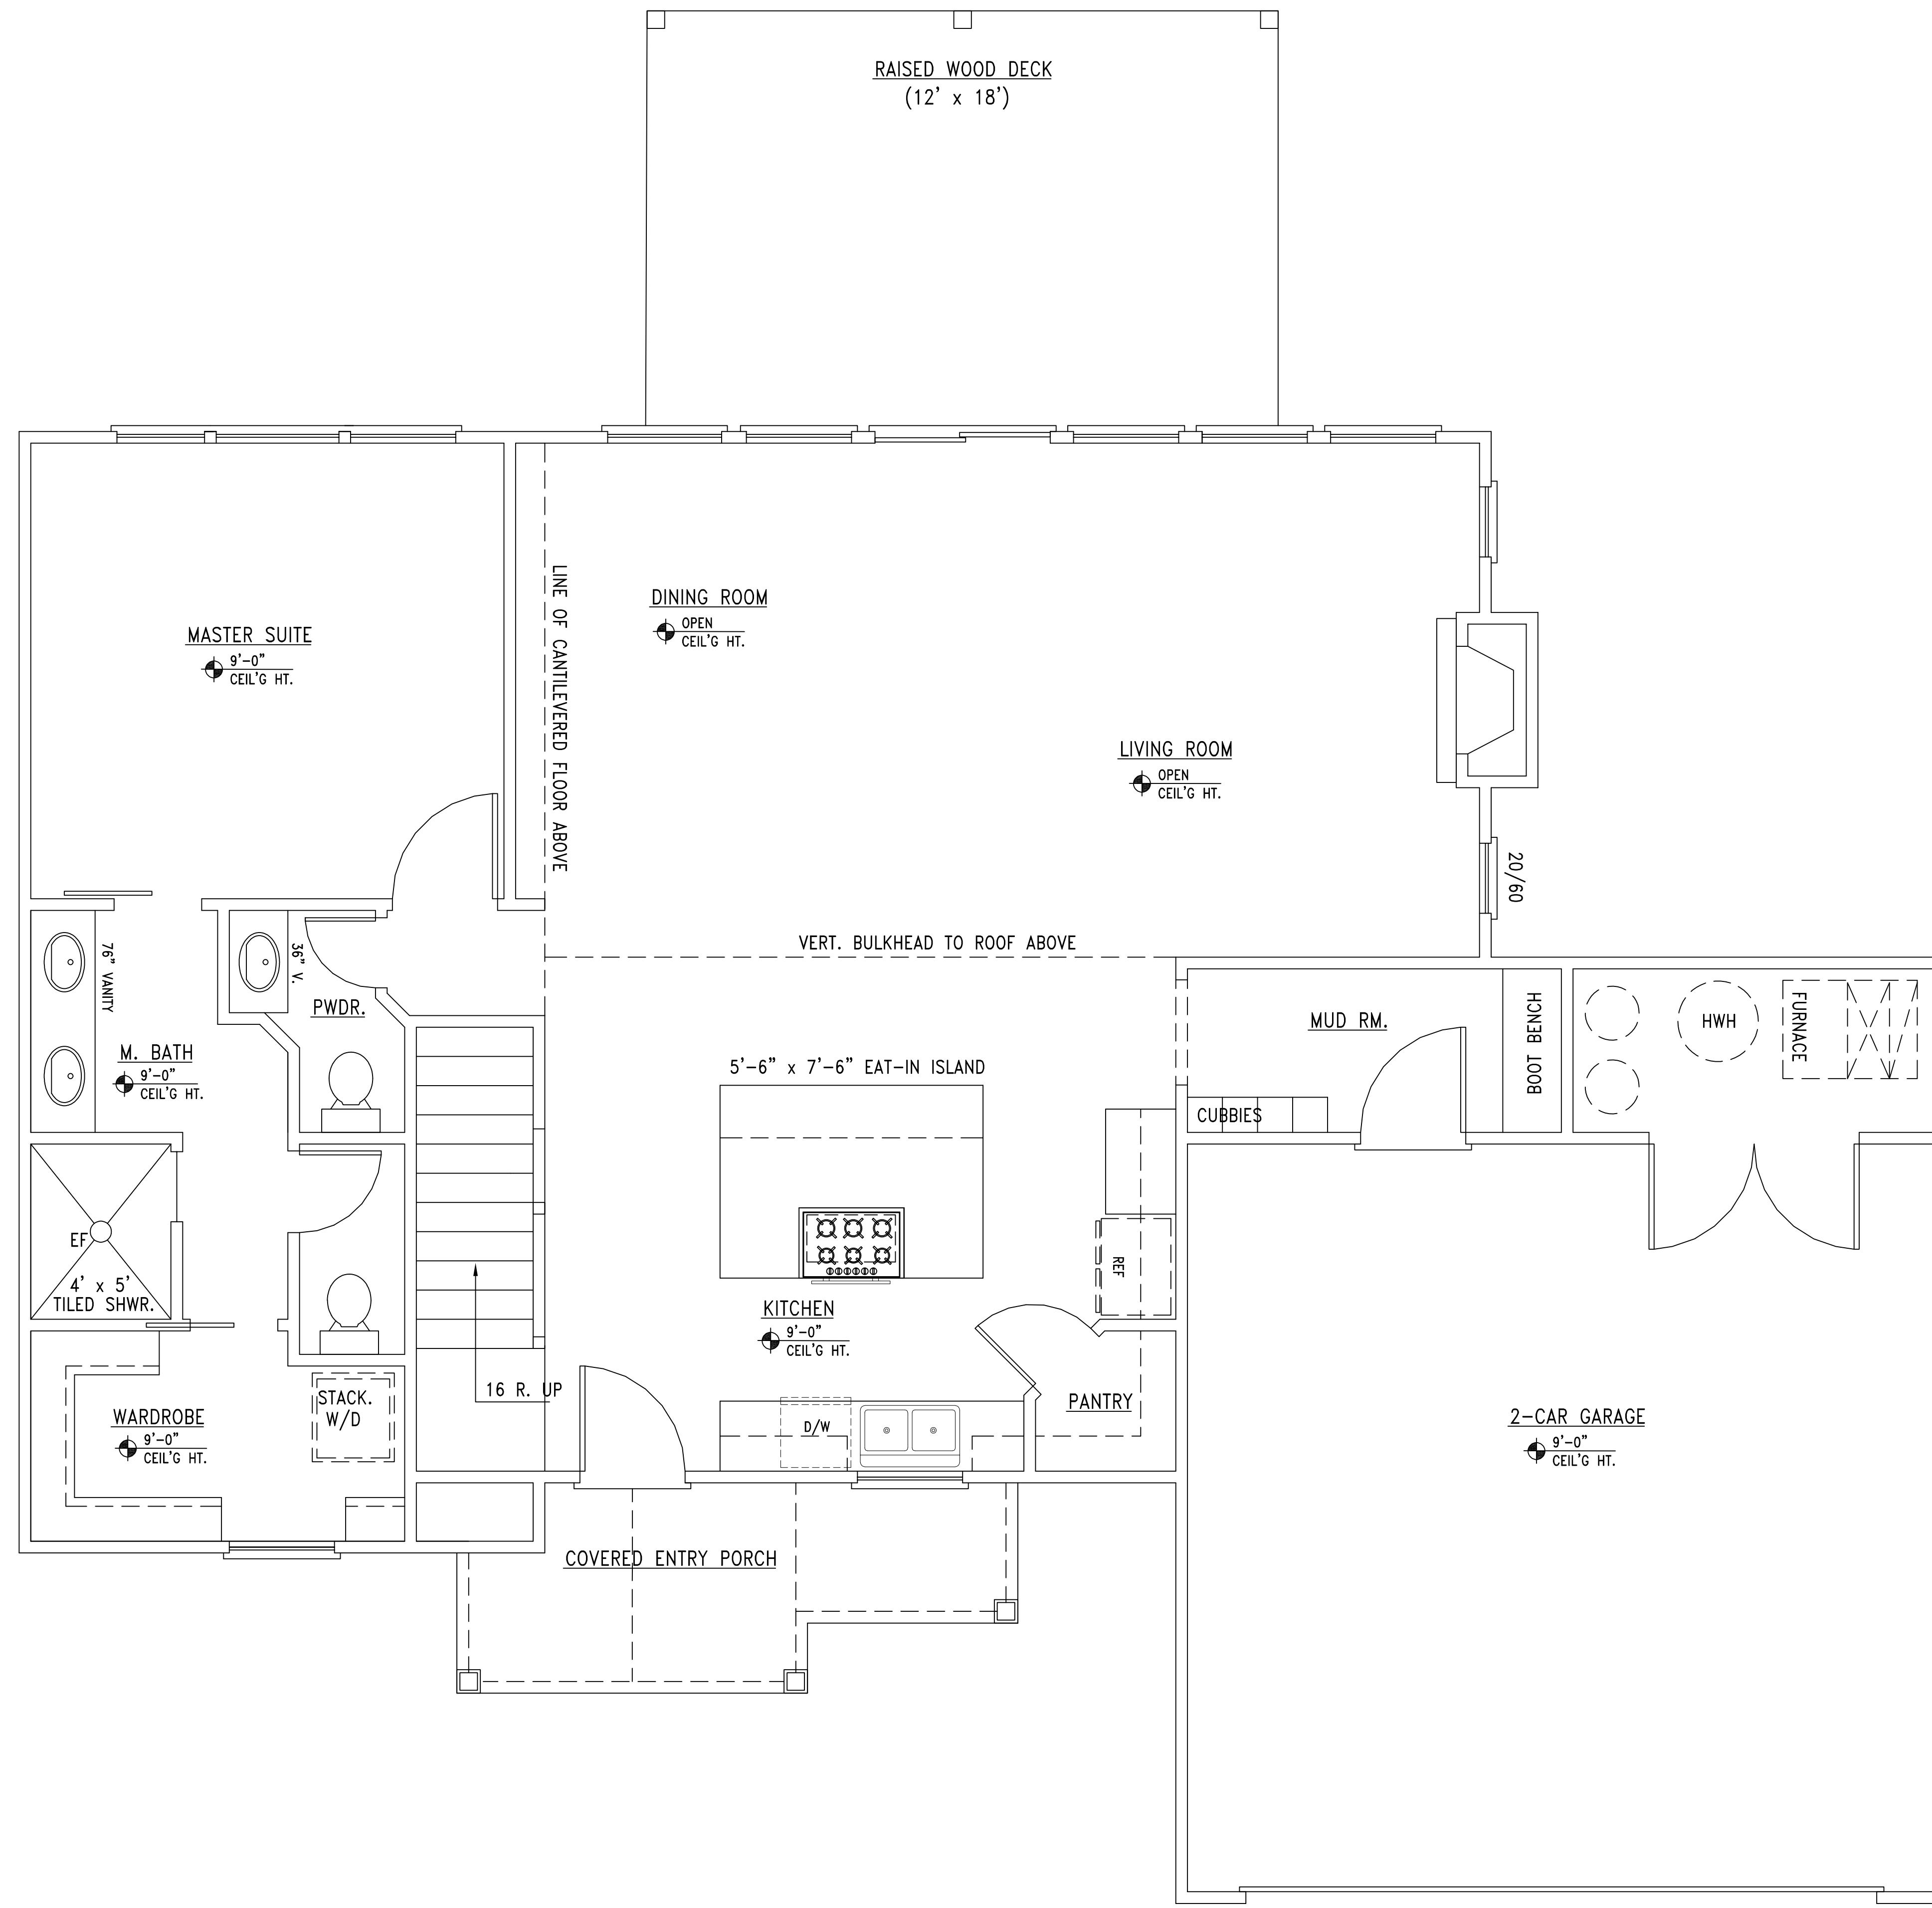 RAISED WOOD DECK
(12' x 18')
MASTER SUITE
9'-0"
CEIL'G HT.
LINE OF CANTILEVERED FLOOR ABOVE
DINING ROOM
OPEN
CEIL'G HT.
LIVING ROOM
OPEN
CEIL'G HT.
20/60
VERT. BULKHEAD TO ROOF ABOVE
76" VANITY
36" V.
PWDR.
M. BATH
9'-0"
CEIL'G HT.
5'-6" x 7'-6" EAT-IN ISLAND
MUD RM.
BOOT BENCH
HWH
FURNACE
CUBBIES
EF
4' x 5'
TILED SHWR.
REF
KITCHEN
9'-0"
CEIL'G HT.
16 R. UP
STACK.
W/D
WARDROBE
9'-0"
CEIL'G HT.
D/W
PANTRY
2-CAR GARAGE
9'-0"
CEIL'G HT.
COVERED ENTRY PORCH